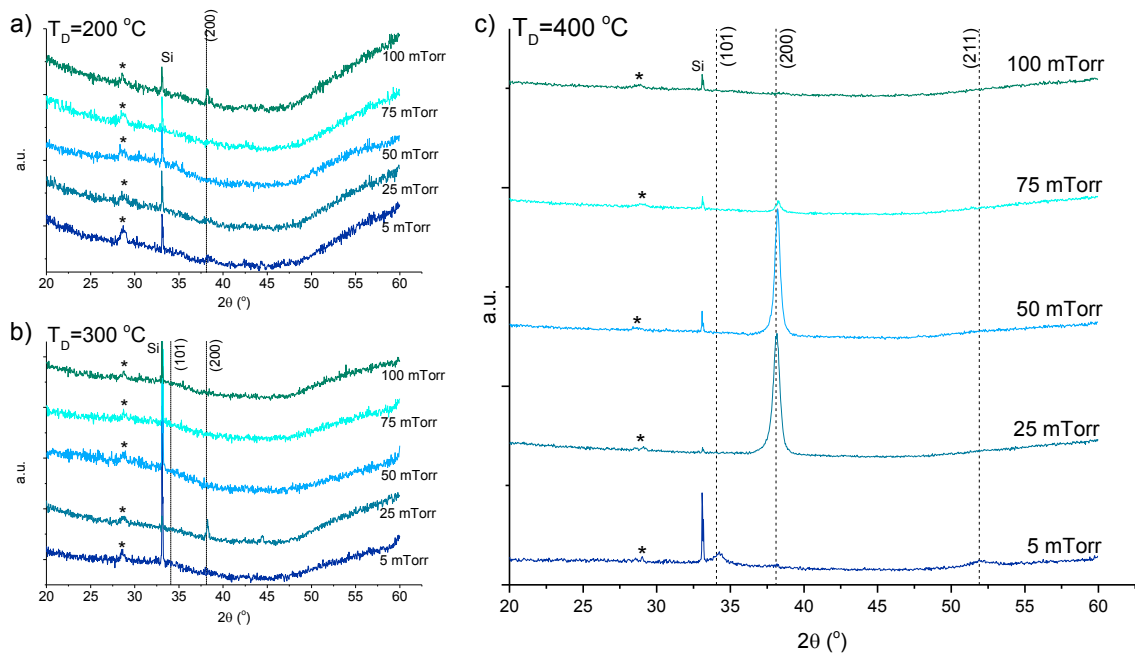 a) T_D=200 °C
Si
(200)
*
100 mTorr
*
75 mTorr
*
50 mTorr
*
25 mTorr
*
5 mTorr
a.u.
20 25 30 35 40 45 50 55 60
2θ (°)
b) T_D=300 °C
Si
(101)
(200)
*
100 mTorr
*
75 mTorr
*
50 mTorr
*
25 mTorr
*
5 mTorr
a.u.
20 25 30 35 40 45 50 55 60
2θ (°)
c) T_D=400 °C
(101)
(200)
(211)
Si
*
100 mTorr
*
75 mTorr
*
50 mTorr
*
25 mTorr
*
5 mTorr
a.u.
20 25 30 35 40 45 50 55 60
2θ (°)